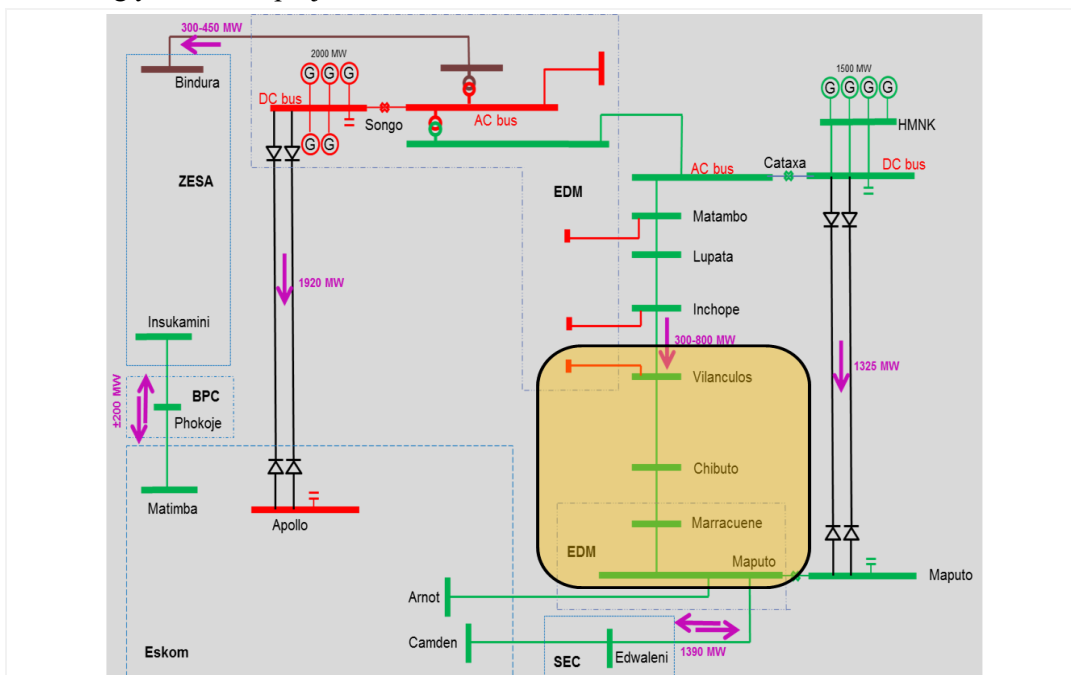 300-450 MW
2000 MW
1500 MW
Bindura
G G G
G G G G
DC bus
Songo
AC bus
HMNK
G G
Cataxa
AC bus
DC bus
ZESA
EDM
Matambo
Lupata
1920 MW
Inchope
Insukamini
300-800 MW
Vilanculos
1325 MW
±200 MW
BPC
Phokoje
Chibuto
Matimba
Apollo
Marracuene
EDM
Maputo
Maputo
Arnot
Camden
1390 MW
Eskom
SEC
Edwaleni